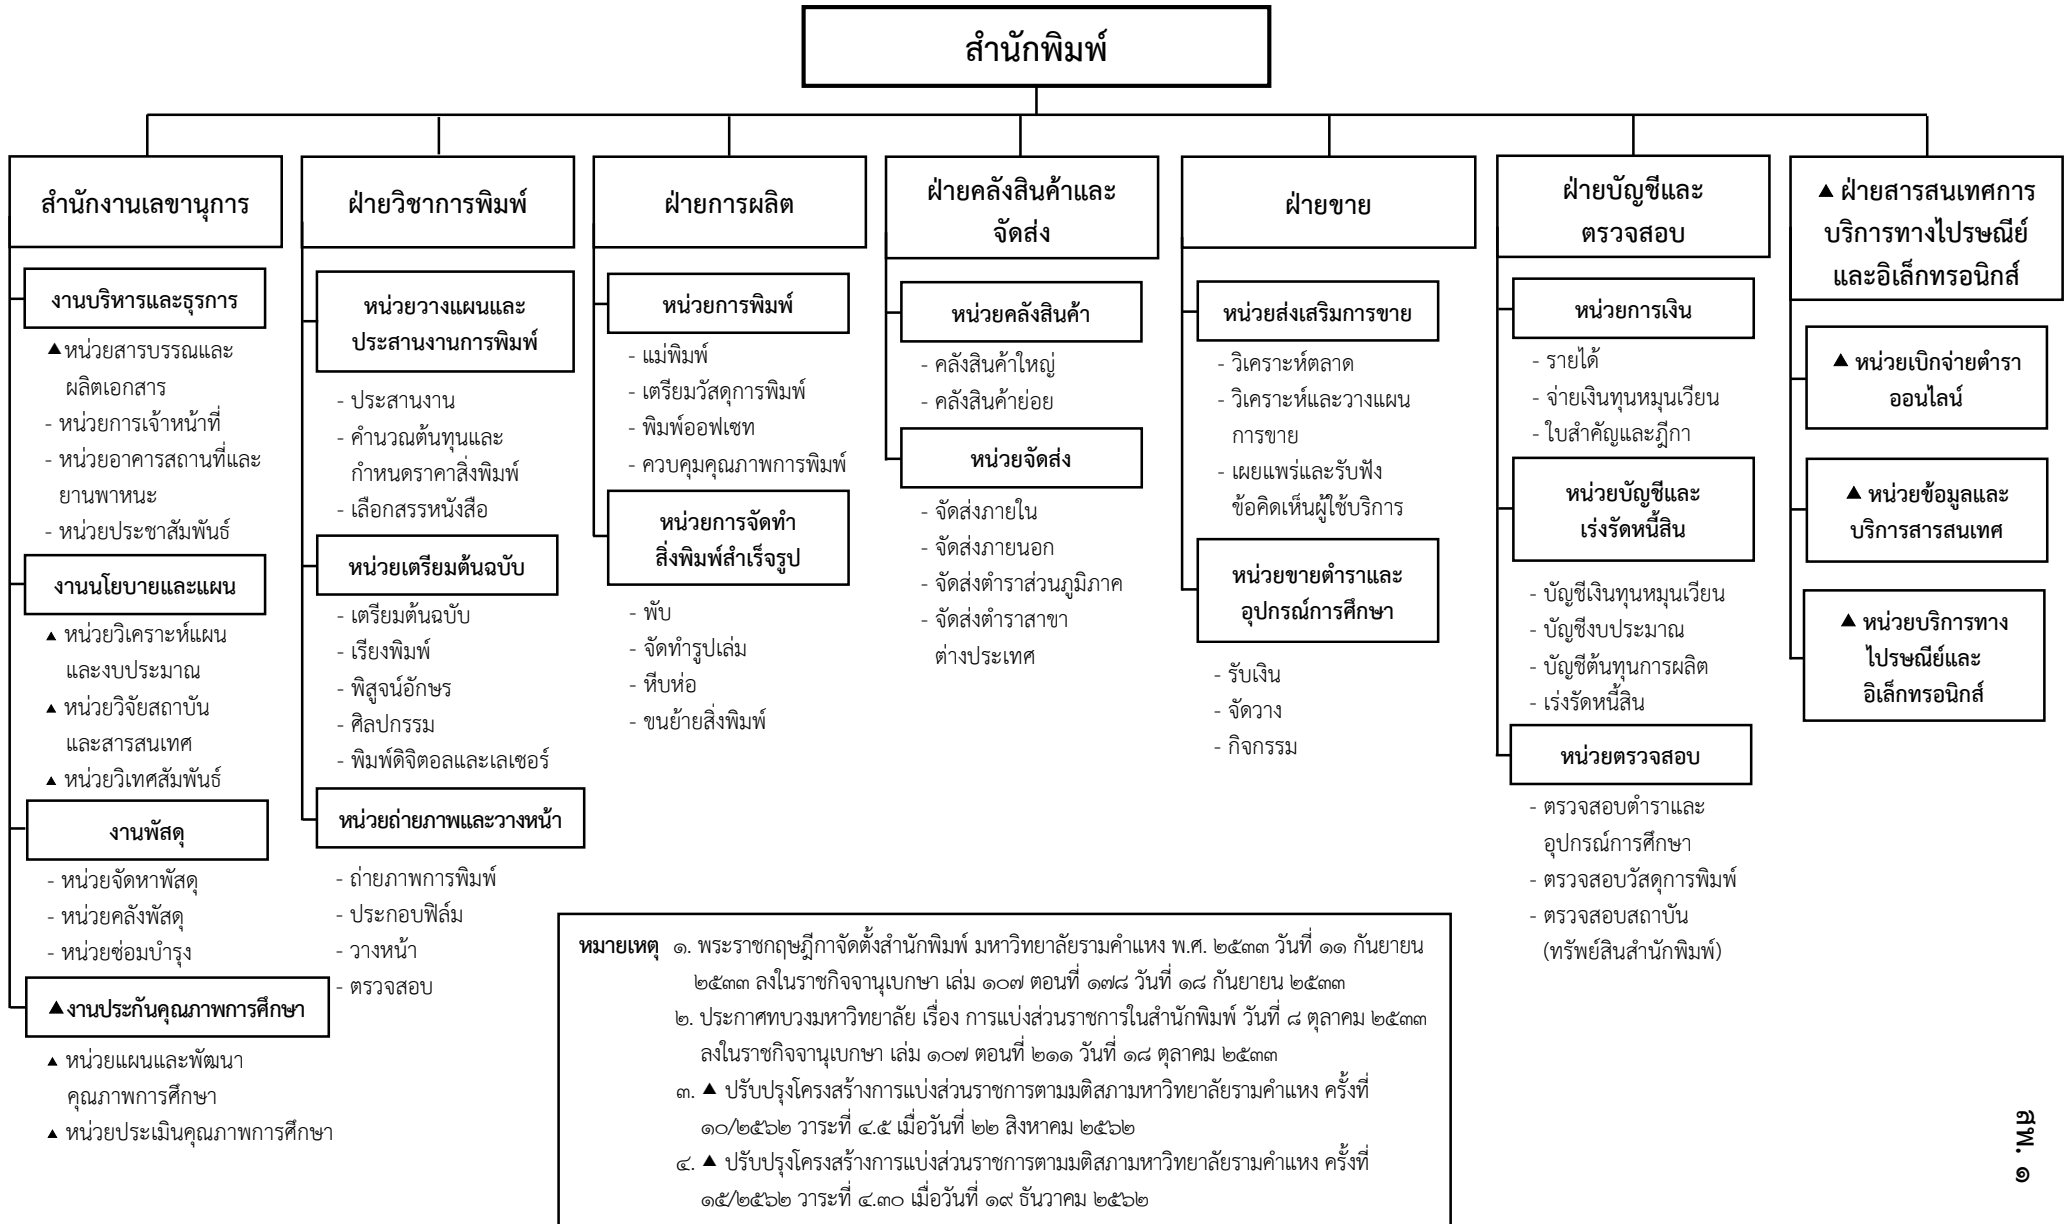 สำนักพิมพ์
สำนักงานเลขานุการ
งานบริหารและธุรการ
▲หน่วยสารบรรณและ
ผลิตเอกสาร
- หน่วยการเจ้าหน้าที่
- หน่วยอาคารสถานที่และ
ยานพาหนะ
- หน่วยประชาสัมพันธ์
งานนโยบายและแผน
▲ หน่วยวิเคราะห์แผน
และงบประมาณ
▲ หน่วยวิจัยสถาบัน
และสารสนเทศ
▲ หน่วยวิเทศสัมพันธ์
งานพัสดุ
- หน่วยจัดหาพัสดุ
- หน่วยคลังพัสดุ
- หน่วยซ่อมบำรุง
▲งานประกันคุณภาพการศึกษา
▲ หน่วยแผนและพัฒนา
คุณภาพการศึกษา
▲ หน่วยประเมินคุณภาพการศึกษา
ฝ่ายวิชาการพิมพ์
หน่วยวางแผนและ
ประสานงานการพิมพ์
- ประสานงาน
- คำนวณต้นทุนและ
กำหนดราคาสิ่งพิมพ์
- เลือกสรรหนังสือ
หน่วยเตรียมต้นฉบับ
- เตรียมต้นฉบับ
- เรียงพิมพ์
- พิสูจน์อักษร
- ศิลปกรรม
- พิมพ์ดิจิตอลและเลเซอร์
หน่วยถ่ายภาพและวางหน้า
- ถ่ายภาพการพิมพ์
- ประกอบฟิล์ม
- วางหน้า
- ตรวจสอบ
ฝ่ายการผลิต
หน่วยการพิมพ์
- แม่พิมพ์
- เตรียมวัสดุการพิมพ์
- พิมพ์ออฟเซท
- ควบคุมคุณภาพการพิมพ์
หน่วยการจัดทำ
สิ่งพิมพ์สำเร็จรูป
- พับ
- จัดทำรูปเล่ม
- หีบห่อ
- ขนย้ายสิ่งพิมพ์
ฝ่ายคลังสินค้าและ
จัดส่ง
หน่วยคลังสินค้า
- คลังสินค้าใหญ่
- คลังสินค้าย่อย
หน่วยจัดส่ง
- จัดส่งภายใน
- จัดส่งภายนอก
- จัดส่งตำราส่วนภูมิภาค
- จัดส่งตำราสาขา
ต่างประเทศ
ฝ่ายขาย
หน่วยส่งเสริมการขาย
- วิเคราะห์ตลาด
- วิเคราะห์และวางแผน
การขาย
- เผยแพร่และรับฟัง
ข้อคิดเห็นผู้ใช้บริการ
หน่วยขายตำราและ
อุปกรณ์การศึกษา
- รับเงิน
- จัดวาง
- กิจกรรม
ฝ่ายบัญชีและ
ตรวจสอบ
หน่วยการเงิน
- รายได้
- จ่ายเงินทุนหมุนเวียน
- ใบสำคัญและฎีกา
หน่วยบัญชีและ
เร่งรัดหนี้สิน
- บัญชีเงินทุนหมุนเวียน
- บัญชีงบประมาณ
- บัญชีต้นทุนการผลิต
- เร่งรัดหนี้สิน
หน่วยตรวจสอบ
- ตรวจสอบตำราและ
อุปกรณ์การศึกษา
- ตรวจสอบวัสดุการพิมพ์
- ตรวจสอบสถาบัน
(ทรัพย์สินสำนักพิมพ์)
▲ ฝ่ายสารสนเทศการ
บริการทางไปรษณีย์
และอิเล็กทรอนิกส์
▲ หน่วยเบิกจ่ายตำรา
ออนไลน์
▲ หน่วยข้อมูลและ
บริการสารสนเทศ
▲ หน่วยบริการทาง
ไปรษณีย์และ
อิเล็กทรอนิกส์
หมายเหตุ ๑. พระราชกฤษฎีกาจัดตั้งสำนักพิมพ์ มหาวิทยาลัยรามคำแหง พ.ศ. ๒๕๓๓ วันที่ ๑๑ กันยายน
๒๕๓๓ ลงในราชกิจจานุเบกษา เล่ม ๑๐๗ ตอนที่ ๑๗๘ วันที่ ๑๘ กันยายน ๒๕๓๓
๒. ประกาศทบวงมหาวิทยาลัย เรื่อง การแบ่งส่วนราชการในสำนักพิมพ์ วันที่ ๘ ตุลาคม ๒๕๓๓
ลงในราชกิจจานุเบกษา เล่ม ๑๐๗ ตอนที่ ๒๑๑ วันที่ ๑๘ ตุลาคม ๒๕๓๓
๓. ▲ ปรับปรุงโครงสร้างการแบ่งส่วนราชการตามมติสภามหาวิทยาลัยรามคำแหง ครั้งที่
๑๐/๒๕๖๒ วาระที่ ๔.๕ เมื่อวันที่ ๒๒ สิงหาคม ๒๕๖๒
๔. ▲ ปรับปรุงโครงสร้างการแบ่งส่วนราชการตามมติสภามหาวิทยาลัยรามคำแหง ครั้งที่
๑๕/๒๕๖๒ วาระที่ ๔.๓๐ เมื่อวันที่ ๑๙ ธันวาคม ๒๕๖๒
สพ. ๑